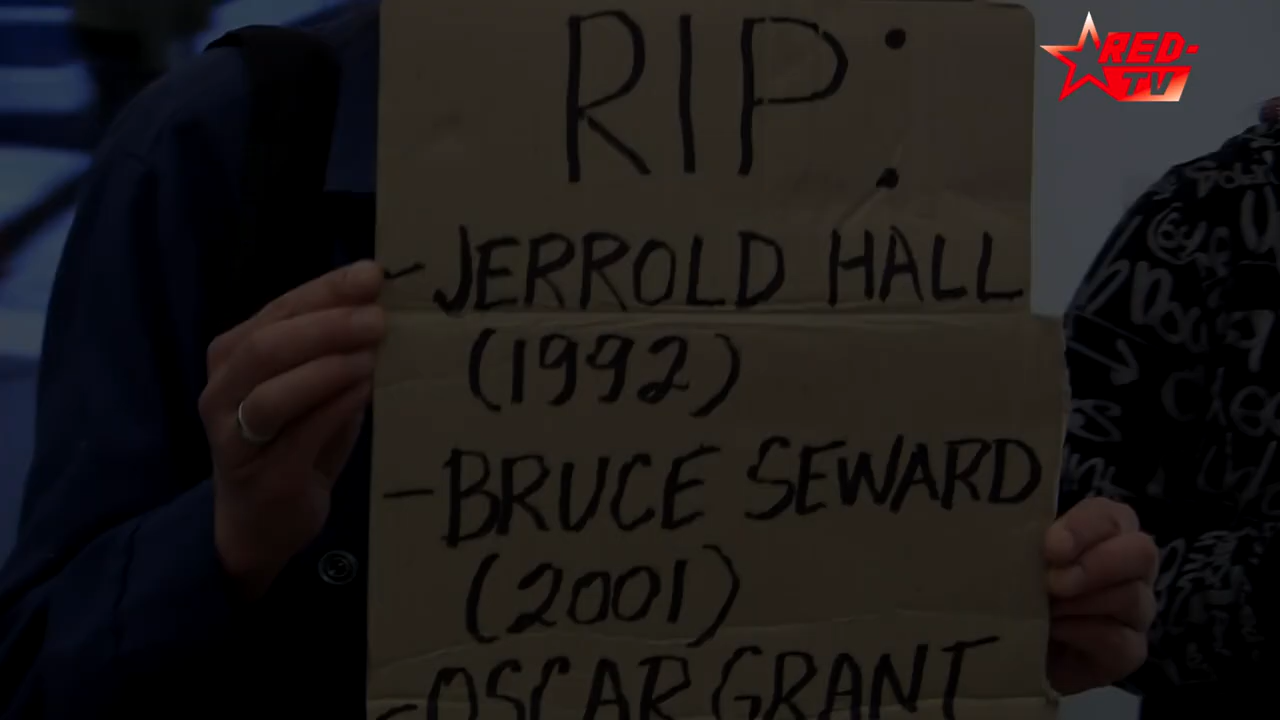 RED-
TV
RIP:
-JERROLD HALL
(1992)
-BRUCE SEWARD
(2001)
-OSCAR GRANT